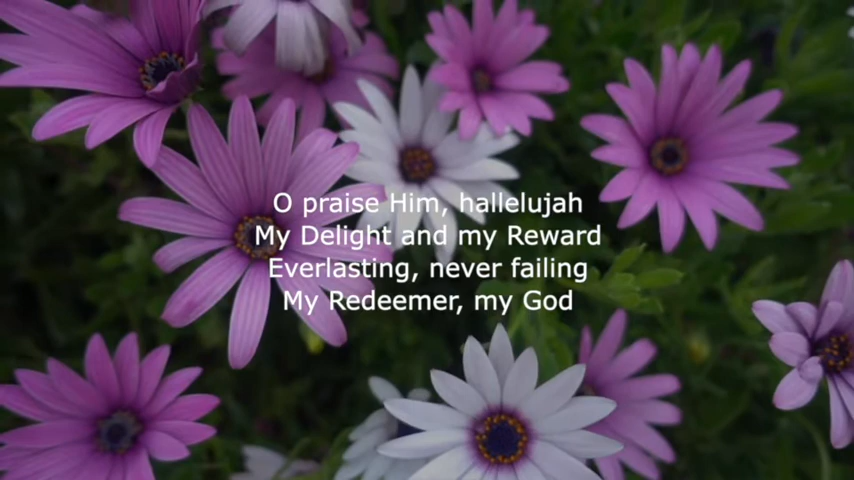 O praise Him, hallelujah
My Delight and my Reward
Everlasting, never failing
My Redeemer, my God